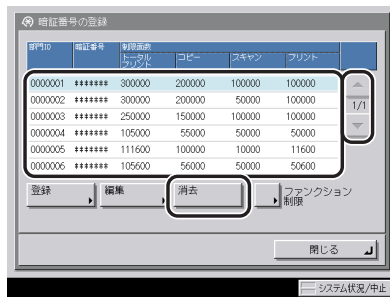 暗証番号の登録
部門ID 暗証番号 制限面数
トータルプリント コピー スキャン プリント
0000001 ******* 300000 200000 100000 100000
0000002 ******* 300000 200000 50000 100000
0000003 ******* 250000 150000 100000 100000
0000004 ******* 105000 55000 50000 50000
0000005 ******* 111600 100000 10000 11600
0000006 ******* 105600 56000 50000 50600
1/1
登録 編集 消去 ファンクション制限
閉じる
システム状況/中止